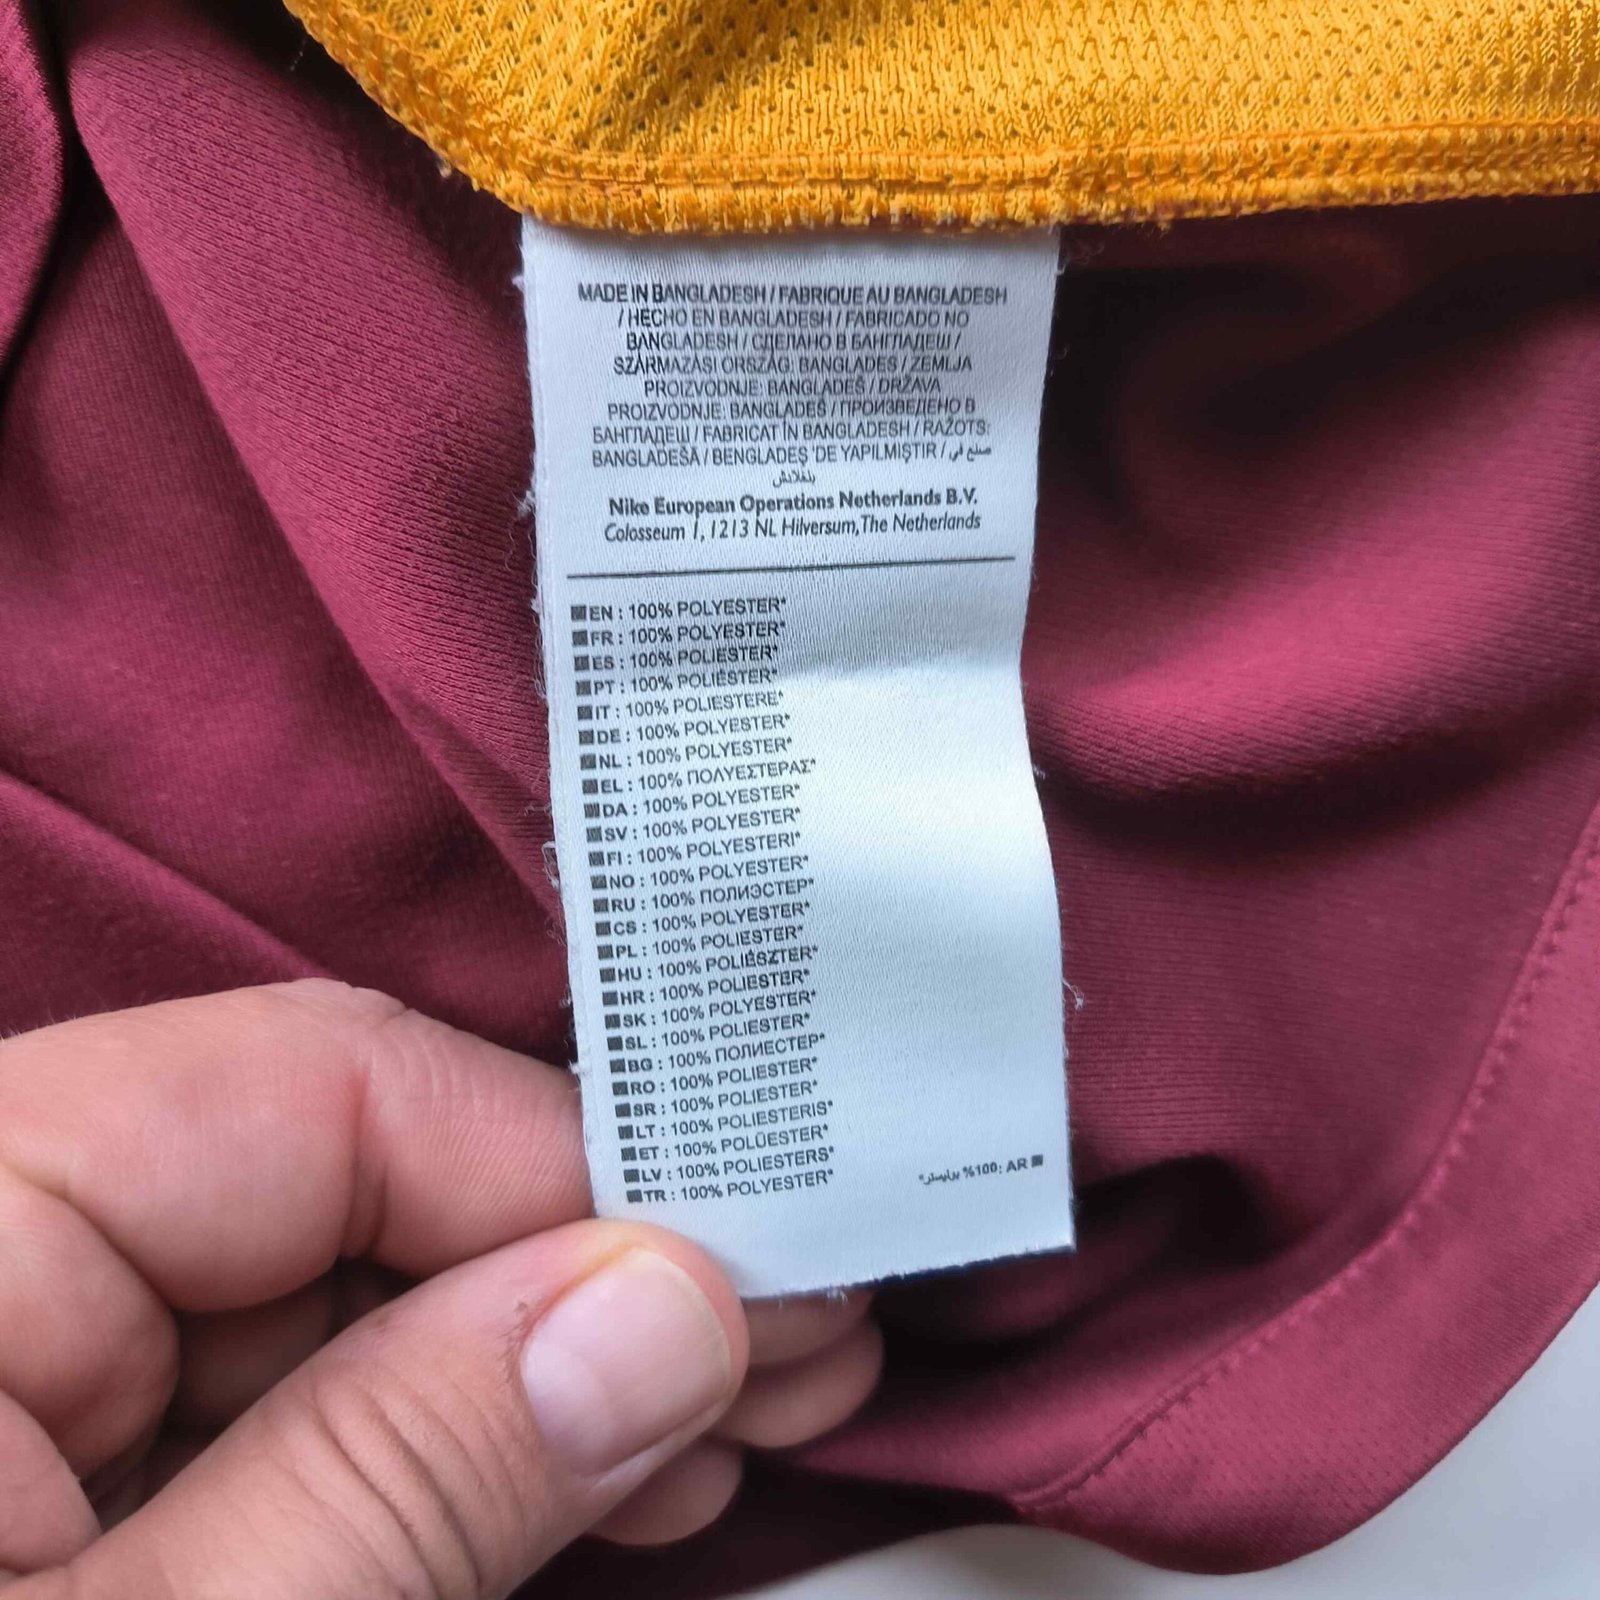 MADE IN BANGLADESH / FABRIQUE AU BANGLADESH
/ HECHO EN BANGLADESH / FABRICADO NO
BANGLADESH / СДЕЛАНО В БАНГЛАДЕШ /
SZÁRMAZÁSI ORSZÁG: BANGLADES / ZEMLJA
PROIZVODNJE: BANGLADEŠ / DRŽAVA
PROIZVODNJE: BANGLADEŠ / ПРОИЗВЕДЕНО В
БАНГЛАДЕШ / FABRICAT ÎN BANGLADESH / RAŽOTS:
BANGLADEŠĀ / BENGLADEŞ 'DE YAPILMIŞTIR / صنع في
Nike European Operations Netherlands B.V.
Colosseum 1, 1213 NL Hilversum, The Netherlands
EN : 100% POLYESTER*
FR : 100% POLYESTER*
ES : 100% POLIESTER*
PT : 100% POLIÉSTER*
IT : 100% POLIESTERE*
DE : 100% POLYESTER*
NL : 100% POLYESTER*
EL : 100% ΠΟΛΥΕΣΤΕΡΑΣ*
DA : 100% POLYESTER*
SV : 100% POLYESTER*
FI : 100% POLYESTERI*
NO : 100% POLYESTER*
RU : 100% ПОЛИЭСТЕР*
CS : 100% POLYESTER*
PL : 100% POLIESTER*
HU : 100% POLIÉSZTER*
HR : 100% POLIESTER*
SK : 100% POLYESTER*
SL : 100% POLIESTER*
BG : 100% ПОЛИЕСТЕР*
RO : 100% POLIESTER*
SR : 100% POLIESTER*
LT : 100% POLIESTERIS*
ET : 100% POLÜESTER*
LV : 100% POLIESTERS*
TR : 100% POLYESTER*
AR :100%